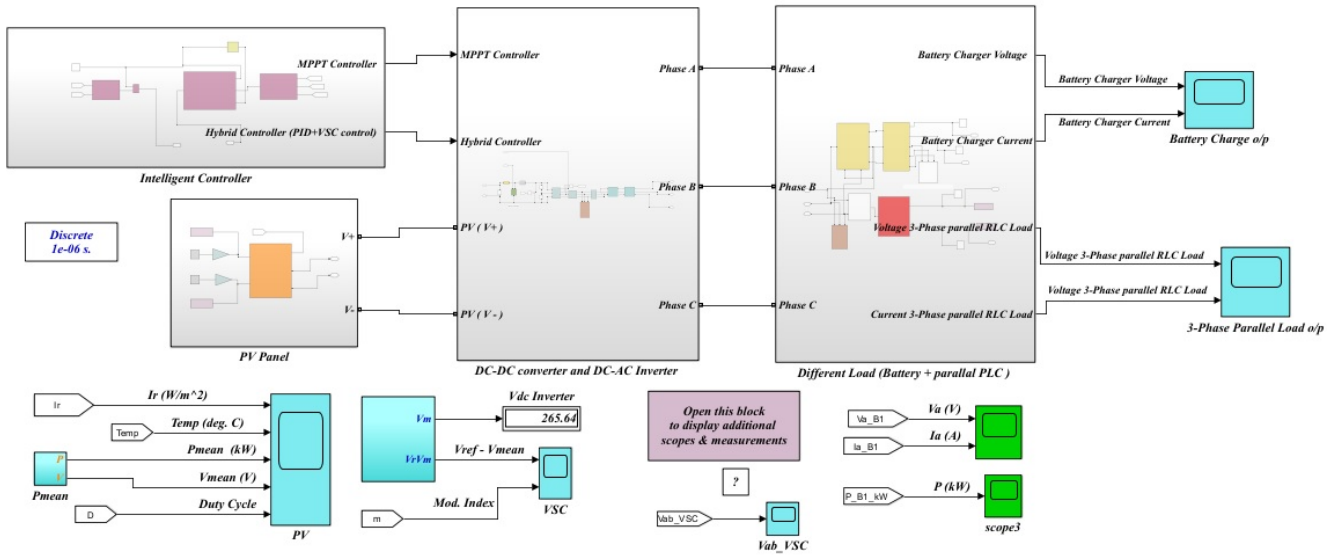 MPPT Controller
Hybrid Controller (PID+VSC control)
Intelligent Controller
MPPT Controller
Hybrid Controller
PV ( V+ )
PV ( V - )
Phase A
Phase B
Phase C
DC-DC converter and DC-AC Inverter
Phase A
Phase B
Phase C
Battery Charger Voltage
Battery Charger Current
Voltage 3-Phase parallel RLC Load
Current 3-Phase parallel RLC Load
Different Load (Battery + parallal PLC )
Battery Charger Voltage
Battery Charger Current
Battery Charge o/p
Voltage 3-Phase parallel RLC Load
Voltage 3-Phase parallel RLC Load
3-Phase Parallel Load o/p
Discrete
1e-06 s.
V+
V-
PV Panel
Ir
Ir (W/m^2)
Temp
Temp (deg. C)
P
Pmean (kW)
V
Vmean (V)
Pmean
D
Duty Cycle
PV
Vm
VrVm
Vdc Inverter
265.64
Vref - Vmean
m
Mod. Index
VSC
Open this block
to display additional
scopes & measurements
?
Vab_VSC
Vab_VSC
Va_B1
Va (V)
Ia_B1
Ia (A)
P_B1_kW
P (kW)
scope3